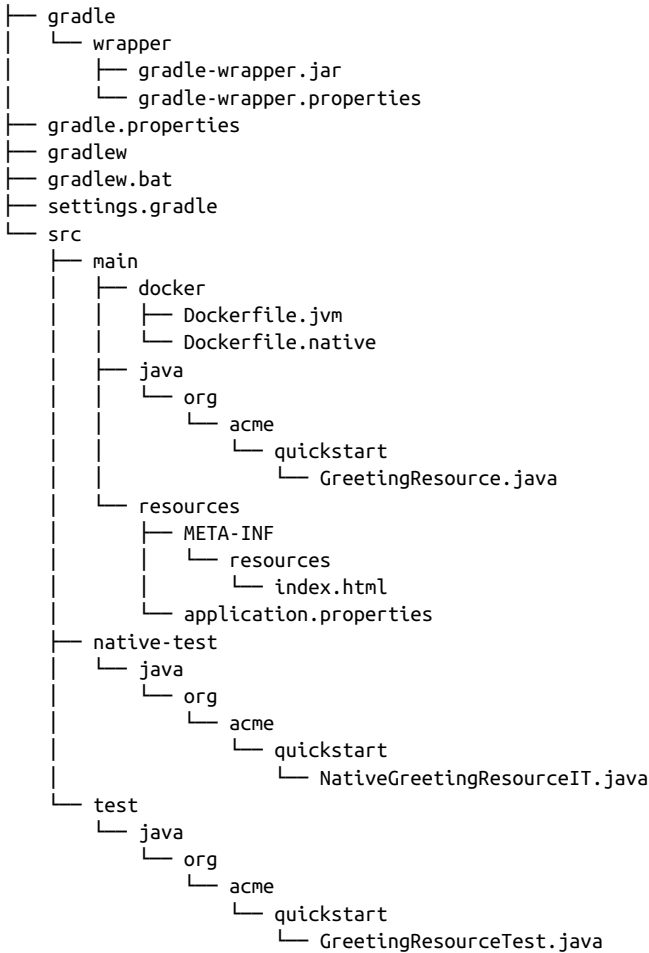 ├── gradle
│   └── wrapper
│       ├── gradle-wrapper.jar
│       └── gradle-wrapper.properties
├── gradle.properties
├── gradlew
├── gradlew.bat
├── settings.gradle
└── src
    ├── main
    │   ├── docker
    │   │   ├── Dockerfile.jvm
    │   │   └── Dockerfile.native
    │   ├── java
    │   │   └── org
    │   │       └── acme
    │   │           └── quickstart
    │   │               └── GreetingResource.java
    │   └── resources
    │       ├── META-INF
    │       │   └── resources
    │       │       └── index.html
    │       └── application.properties
    ├── native-test
    │   └── java
    │       └── org
    │           └── acme
    │               └── quickstart
    │                   └── NativeGreetingResourceIT.java
    └── test
        └── java
            └── org
                └── acme
                    └── quickstart
                        └── GreetingResourceTest.java